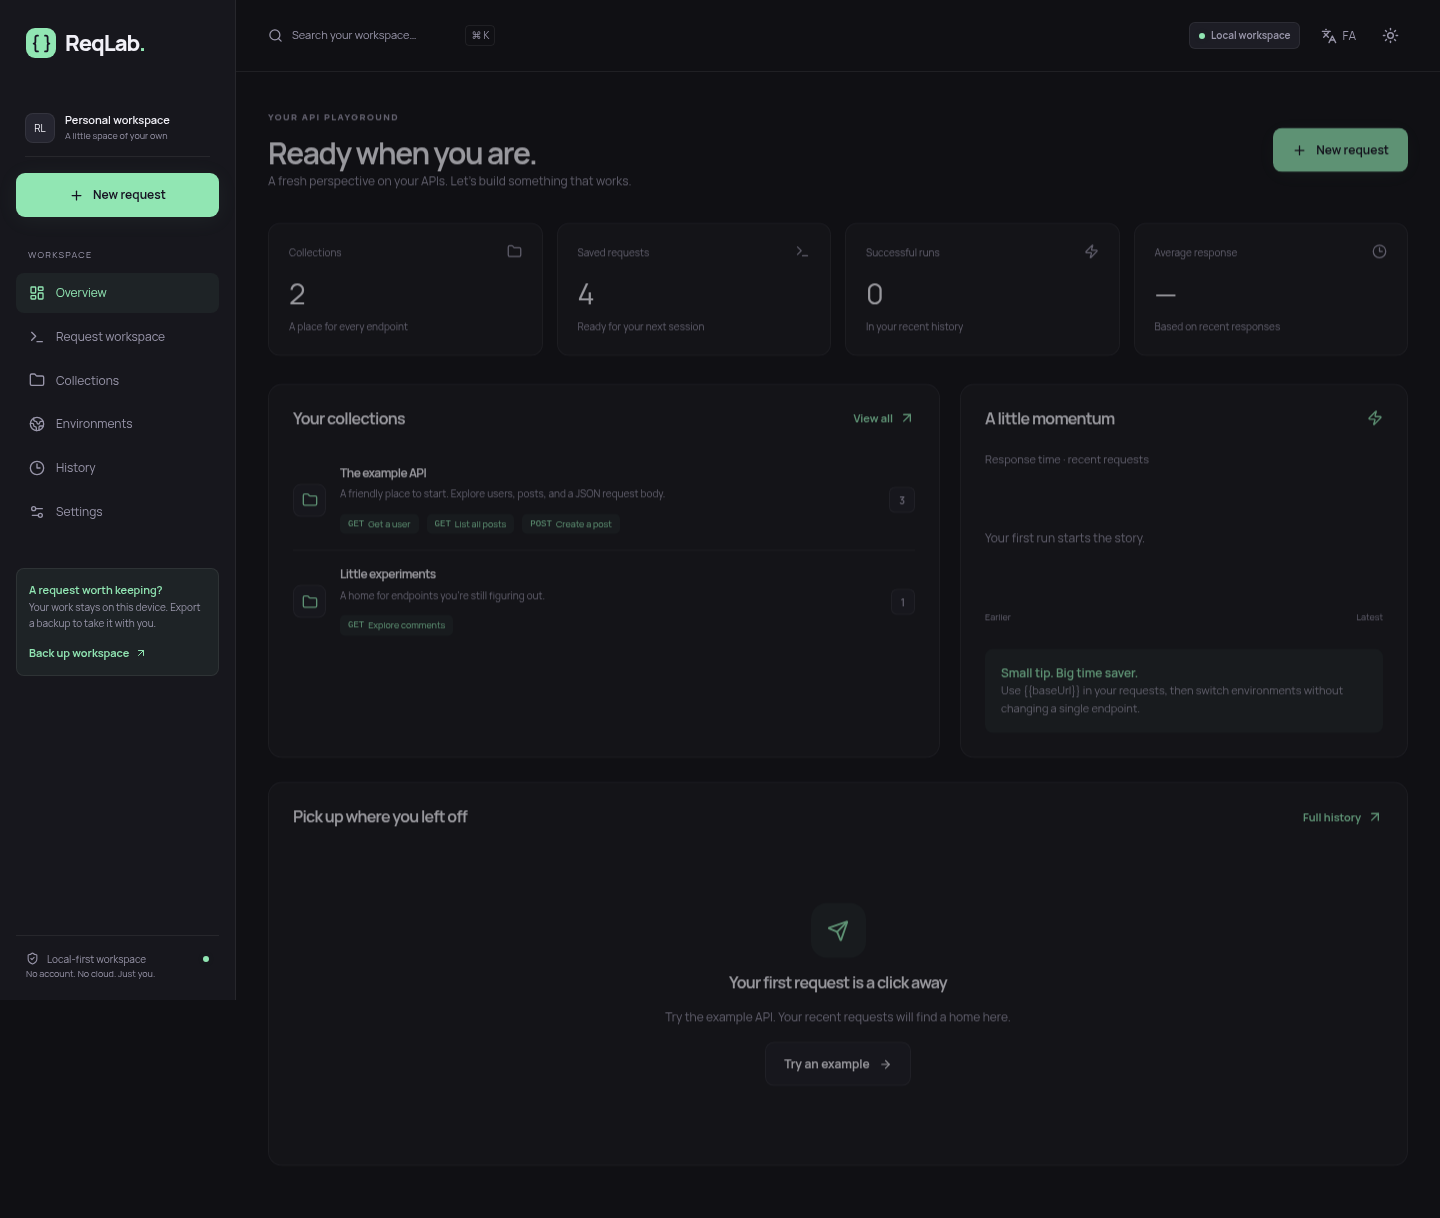 { } ReqLab.
Search your workspace...
⌘ K
Local workspace
FA
RL
Personal workspace
A little space of your own
New request
WORKSPACE
Overview
Request workspace
Collections
Environments
History
Settings
A request worth keeping?
Your work stays on this device. Export
a backup to take it with you.
Back up workspace
Local-first workspace
No account. No cloud. Just you.
YOUR API PLAYGROUND
Ready when you are.
A fresh perspective on your APIs. Let's build something that works.
New request
Collections
2
A place for every endpoint
Saved requests
4
Ready for your next session
Successful runs
0
In your recent history
Average response
—
Based on recent responses
Your collections
View all
The example API
A friendly place to start. Explore users, posts, and a JSON request body.
GET Get a user
GET List all posts
POST Create a post
3
Little experiments
A home for endpoints you're still figuring out.
GET Explore comments
1
A little momentum
Response time · recent requests
Your first run starts the story.
Earlier
Latest
Small tip. Big time saver.
Use {{baseUrl}} in your requests, then switch environments without
changing a single endpoint.
Pick up where you left off
Full history
Your first request is a click away
Try the example API. Your recent requests will find a home here.
Try an example